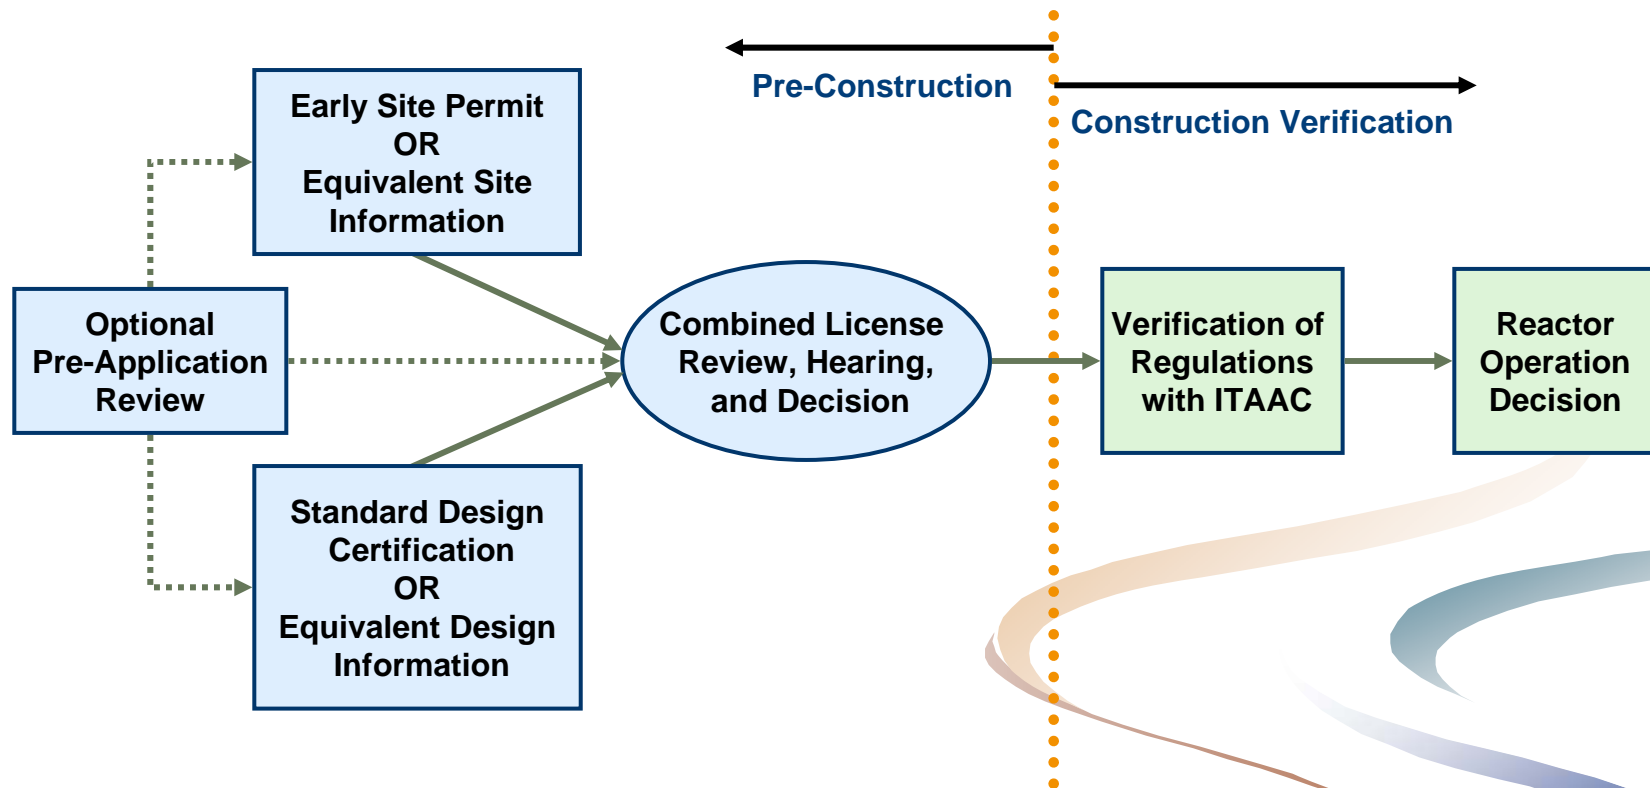 Pre-Construction
Construction Verification
Early Site Permit
OR
Equivalent Site
Information
Optional
Pre-Application
Review
Combined License
Review, Hearing,
and Decision
Verification of
Regulations
with ITAAC
Reactor
Operation
Decision
Standard Design
Certification
OR
Equivalent Design
Information